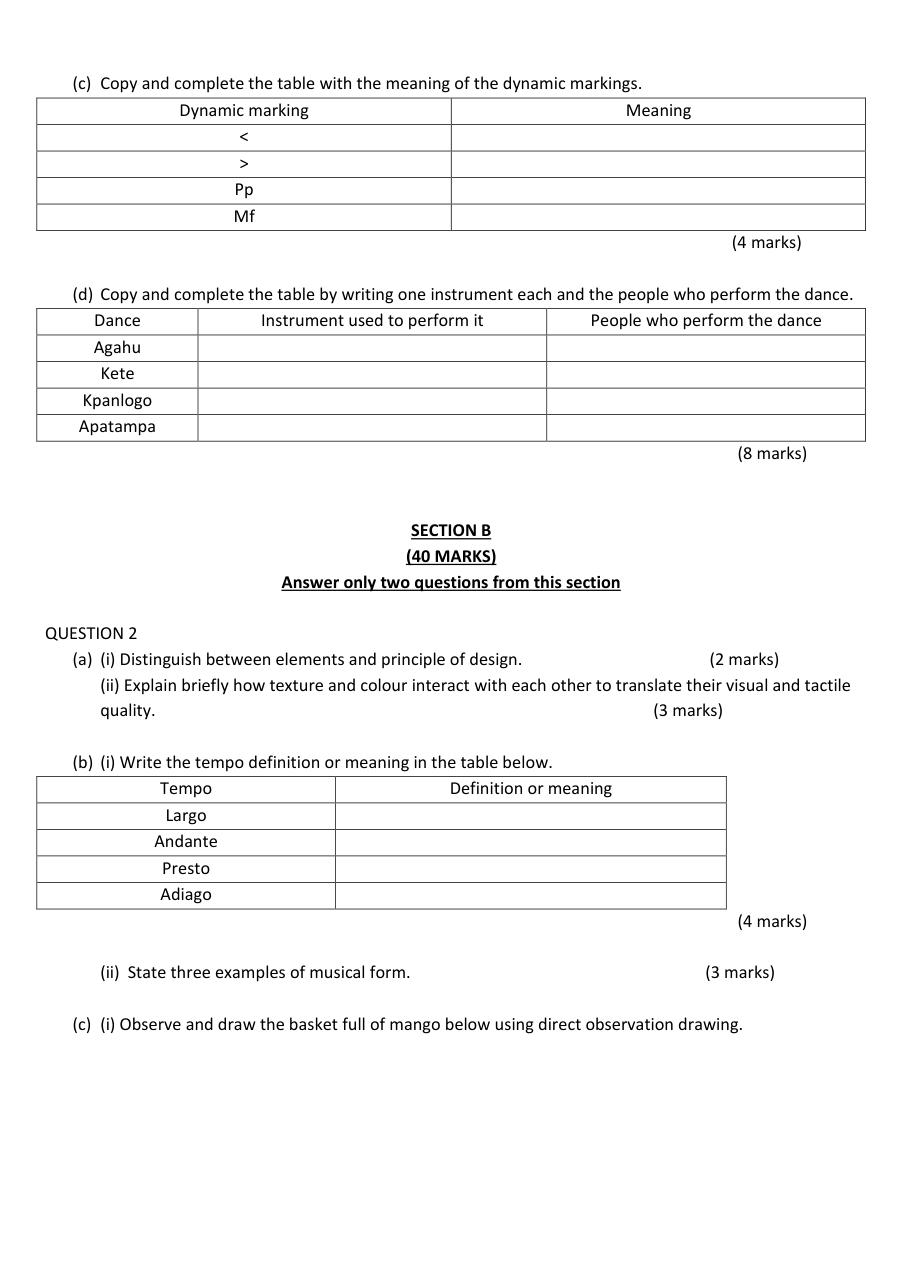 (c) Copy and complete the table with the meaning of the dynamic markings.
Dynamic marking Meaning
<
>
Pp
Mf
(4 marks)
(d) Copy and complete the table by writing one instrument each and the people who perform the dance.
Dance Instrument used to perform it People who perform the dance
Agahu
Kete
Kpanlogo
Apatampa
(8 marks)
SECTION B
(40 MARKS)
Answer only two questions from this section
QUESTION 2
(a) (i) Distinguish between elements and principle of design. (2 marks)
(ii) Explain briefly how texture and colour interact with each other to translate their visual and tactile
quality. (3 marks)
(b) (i) Write the tempo definition or meaning in the table below.
Tempo Definition or meaning
Largo
Andante
Presto
Adiago
(4 marks)
(ii) State three examples of musical form. (3 marks)
(c) (i) Observe and draw the basket full of mango below using direct observation drawing.